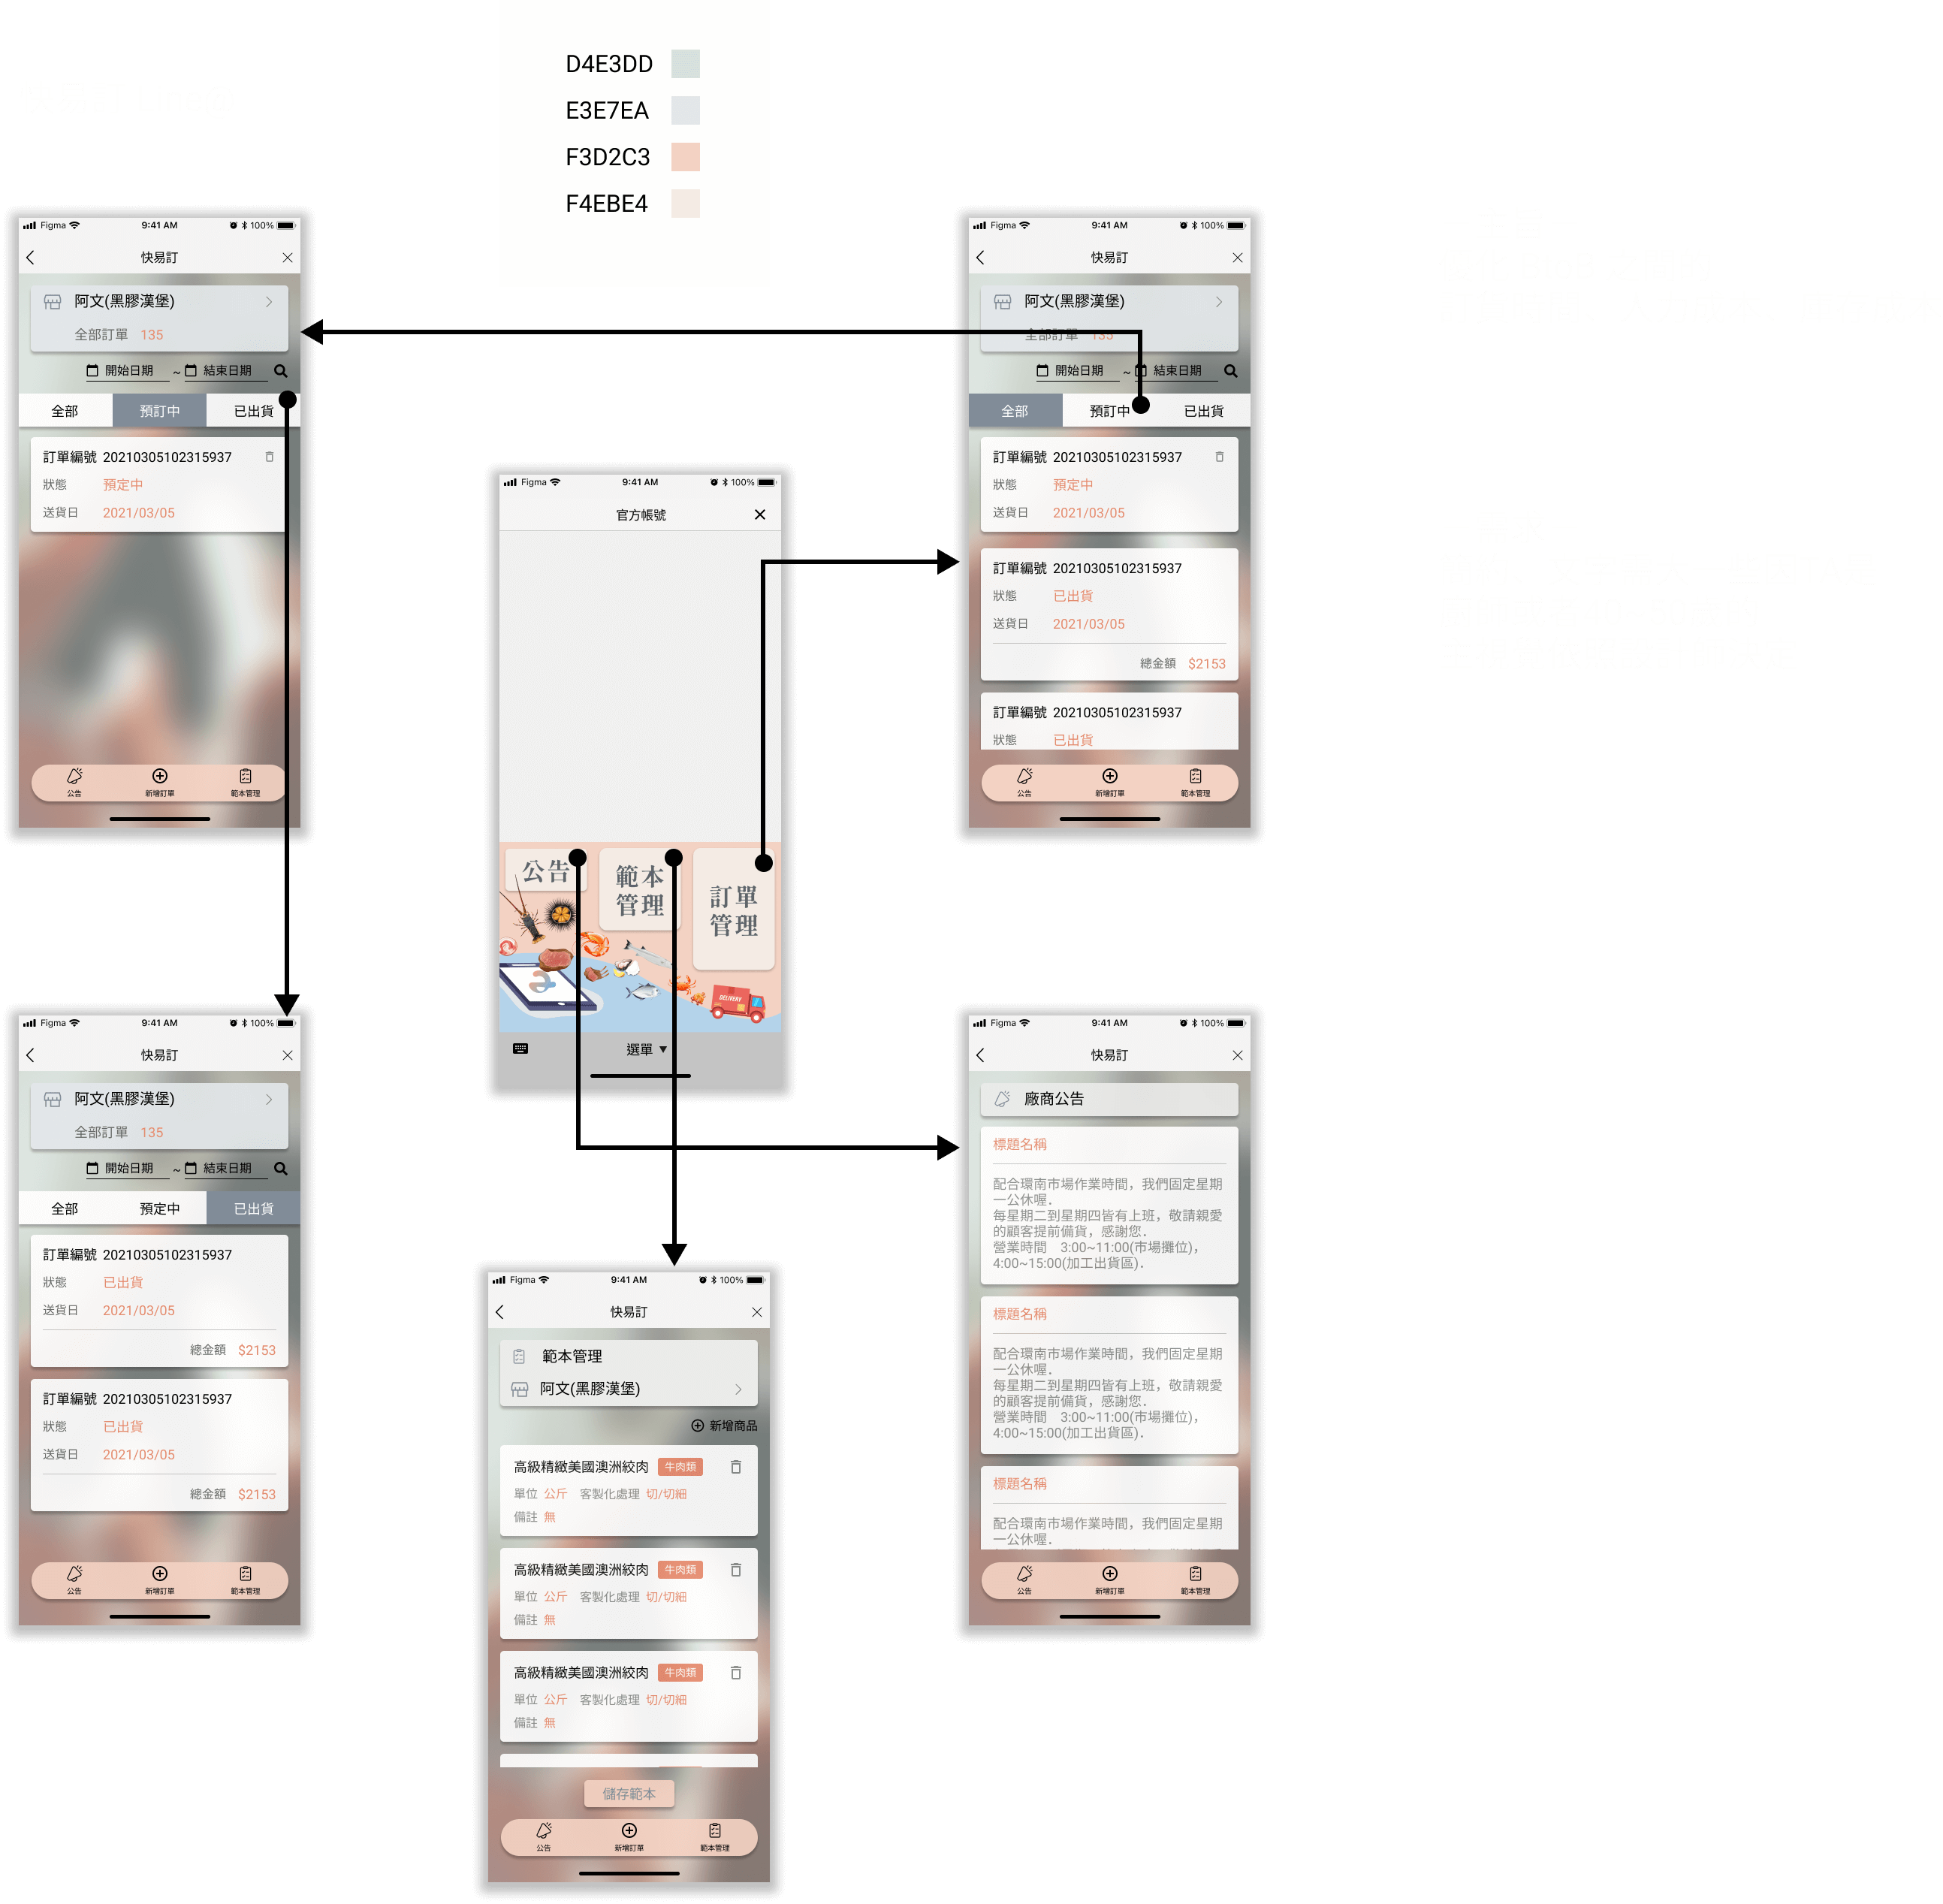 D4E3DD
E3E7EA
F3D2C3
F4EBE4
Figma 9:41 AM 100%
快易訂
阿文(黑膠漢堡)
全部訂單 135
開始日期 ~ 結束日期
全部 預訂中 已出貨
訂單編號 20210305102315937
狀態 預定中
送貨日 2021/03/05
公告 新增訂單 範本管理
Figma 9:41 AM 100%
快易訂
阿文(黑膠漢堡)
全部訂單 135
開始日期 ~ 結束日期
全部 預訂中 已出貨
訂單編號 20210305102315937
狀態 預定中
送貨日 2021/03/05
訂單編號 20210305102315937
狀態 已出貨
送貨日 2021/03/05
總金額 $2153
訂單編號 20210305102315937
狀態 已出貨
公告 新增訂單 範本管理
Figma 9:41 AM 100%
官方帳號
公告
範本
管理
訂單
管理
DELIVERY
選單
Figma 9:41 AM 100%
快易訂
阿文(黑膠漢堡)
全部訂單 135
開始日期 ~ 結束日期
全部 預定中 已出貨
訂單編號 20210305102315937
狀態 已出貨
送貨日 2021/03/05
總金額 $2153
訂單編號 20210305102315937
狀態 已出貨
送貨日 2021/03/05
總金額 $2153
公告 新增訂單 範本管理
Figma 9:41 AM 100%
快易訂
廠商公告
標題名稱
配合環南市場作業時間，我們固定星期
一公休喔．
每星期二到星期四皆有上班，敬請親愛
的顧客提前備貨，感謝您．
營業時間　3:00~11:00(市場攤位)，
4:00~15:00(加工出貨區)．
標題名稱
配合環南市場作業時間，我們固定星期
一公休喔．
每星期二到星期四皆有上班，敬請親愛
的顧客提前備貨，感謝您．
營業時間　3:00~11:00(市場攤位)，
4:00~15:00(加工出貨區)．
標題名稱
配合環南市場作業時間，我們固定星期
一公休喔．
公告 新增訂單 範本管理
Figma 9:41 AM 100%
快易訂
範本管理
阿文(黑膠漢堡)
新增商品
高級精緻美國澳洲絞肉 牛肉類
單位 公斤 客製化處理 切/切細
備註 無
高級精緻美國澳洲絞肉 牛肉類
單位 公斤 客製化處理 切/切細
備註 無
高級精緻美國澳洲絞肉 牛肉類
單位 公斤 客製化處理 切/切細
備註 無
儲存範本
公告 新增訂單 範本管理